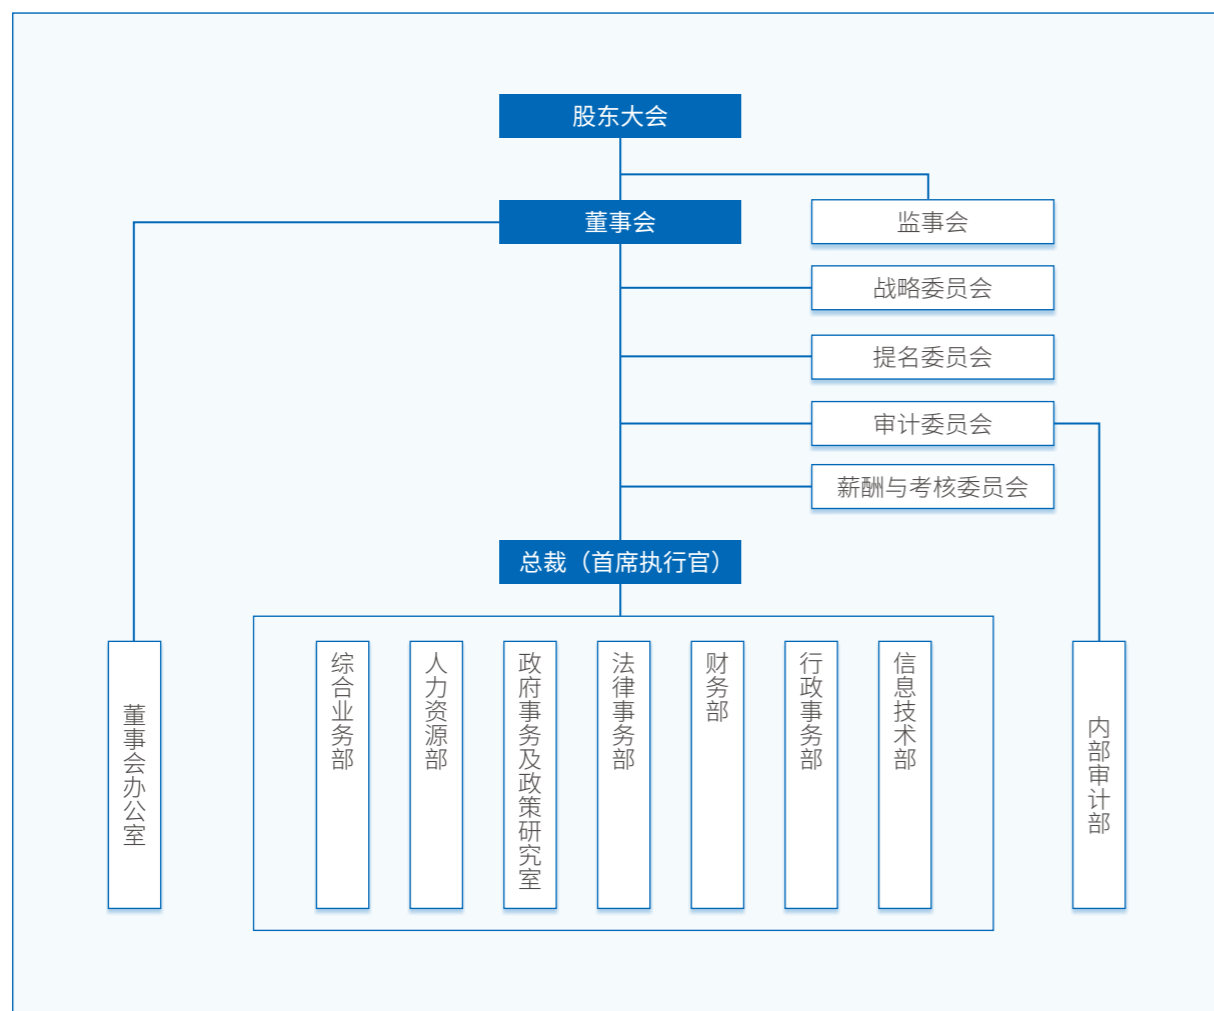 股东大会
董事会
监事会
战略委员会
提名委员会
审计委员会
薪酬与考核委员会
总裁（首席执行官）
董事会办公室
综合业务部
人力资源部
政府事务及政策研究室
法律事务部
财务部
行政事务部
信息技术部
内部审计部